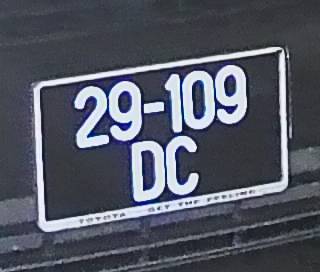 29-109
DC
TOYOTA GET THE FEELING